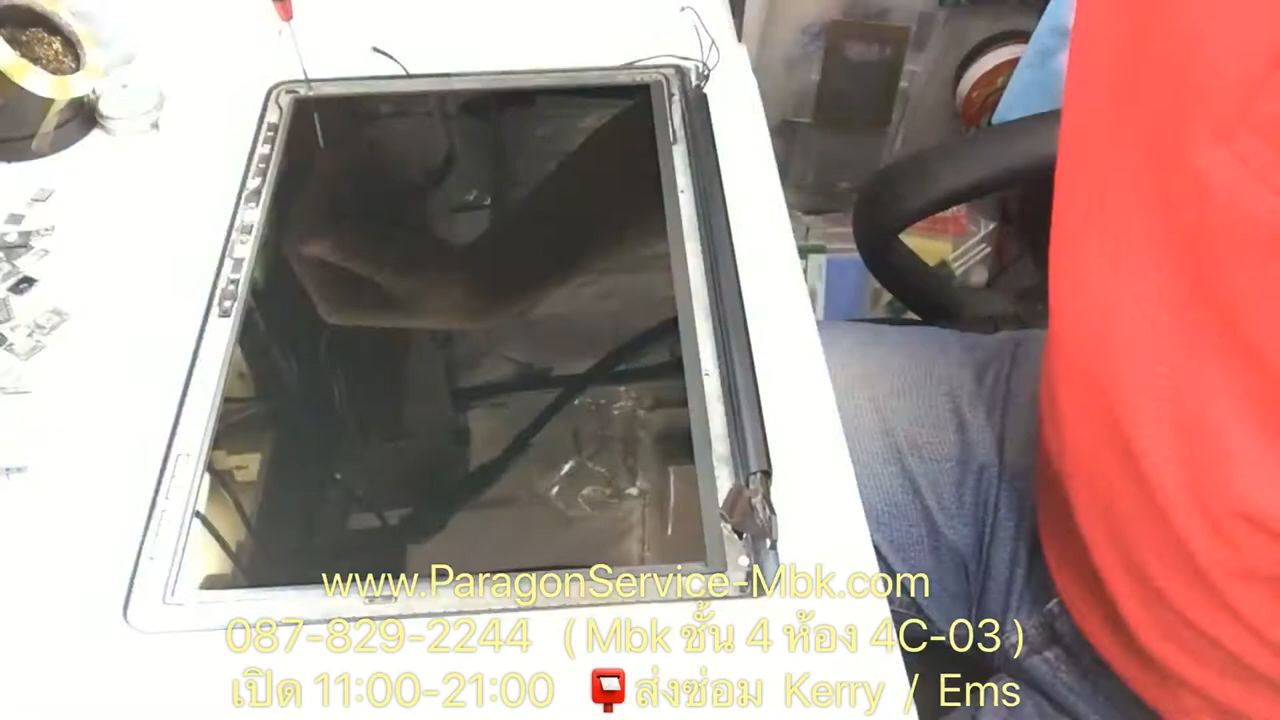 www.ParagonService-Mbk.com
087-829-2244 ( Mbk ชั้น 4 ห้อง 4C-03 )
เปิด 11:00-21:00 📮ส่งซ่อม Kerry / Ems